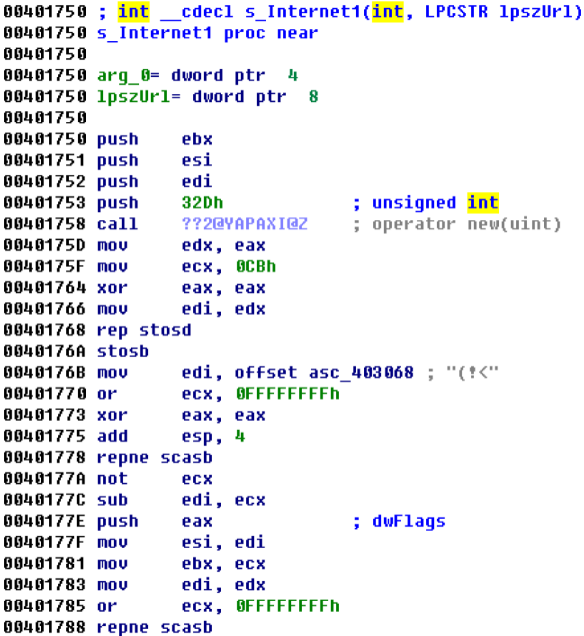 00401750 ; int __cdecl s_Internet1(int, LPCSTR lpszUrl)
00401750 s_Internet1 proc near
00401750
00401750 arg_0= dword ptr  4
00401750 lpszUrl= dword ptr  8
00401750
00401750 push    ebx
00401751 push    esi
00401752 push    edi
00401753 push    32Dh            ; unsigned int
00401758 call    ??2@YAPAXI@Z    ; operator new(uint)
0040175D mov     edx, eax
0040175F mov     ecx, 0CBh
00401764 xor     eax, eax
00401766 mov     edi, edx
00401768 rep stosd
0040176A stosb
0040176B mov     edi, offset asc_403068 ; "(!<"
00401770 or      ecx, 0FFFFFFFFh
00401773 xor     eax, eax
00401775 add     esp, 4
00401778 repne scasb
0040177A not     ecx
0040177C sub     edi, ecx
0040177E push    eax             ; dwFlags
0040177F mov     esi, edi
00401781 mov     ebx, ecx
00401783 mov     edi, edx
00401785 or      ecx, 0FFFFFFFFh
00401788 repne scasb